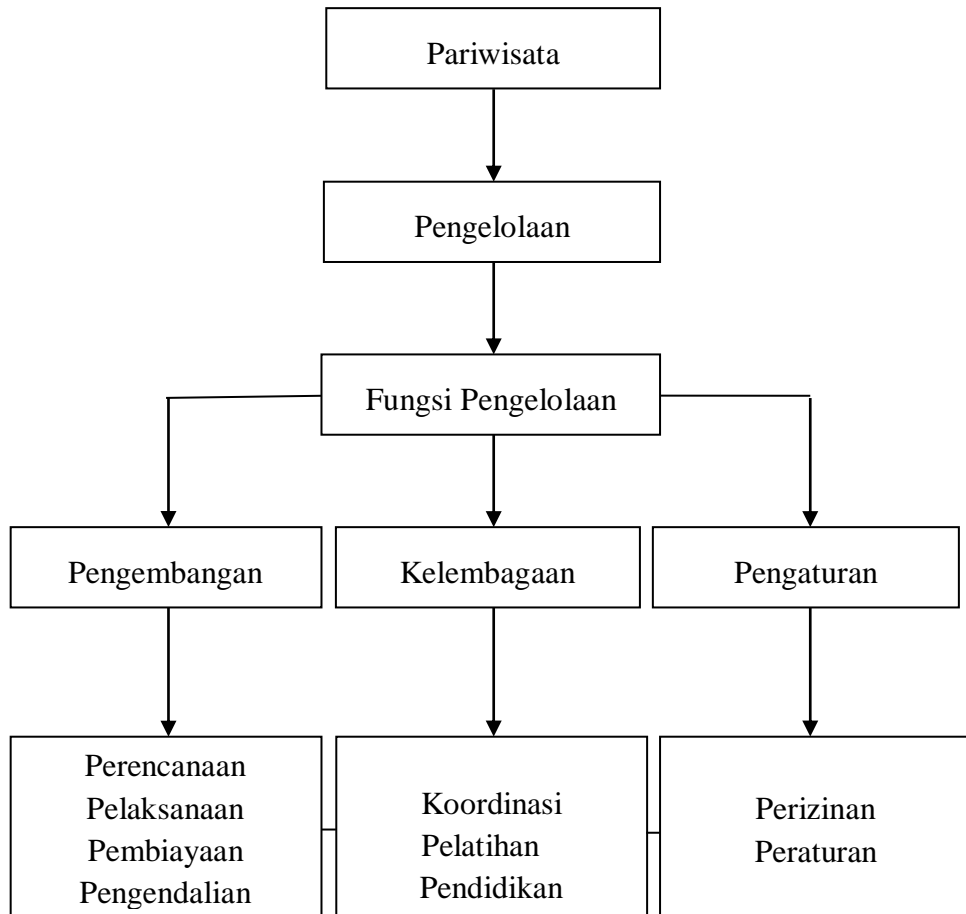 Pariwisata
Pengelolaan
Fungsi Pengelolaan
Pengembangan
Kelembagaan
Pengaturan
Perencanaan
Pelaksanaan
Pembiayaan
Pengendalian
Koordinasi
Pelatihan
Pendidikan
Perizinan
Peraturan